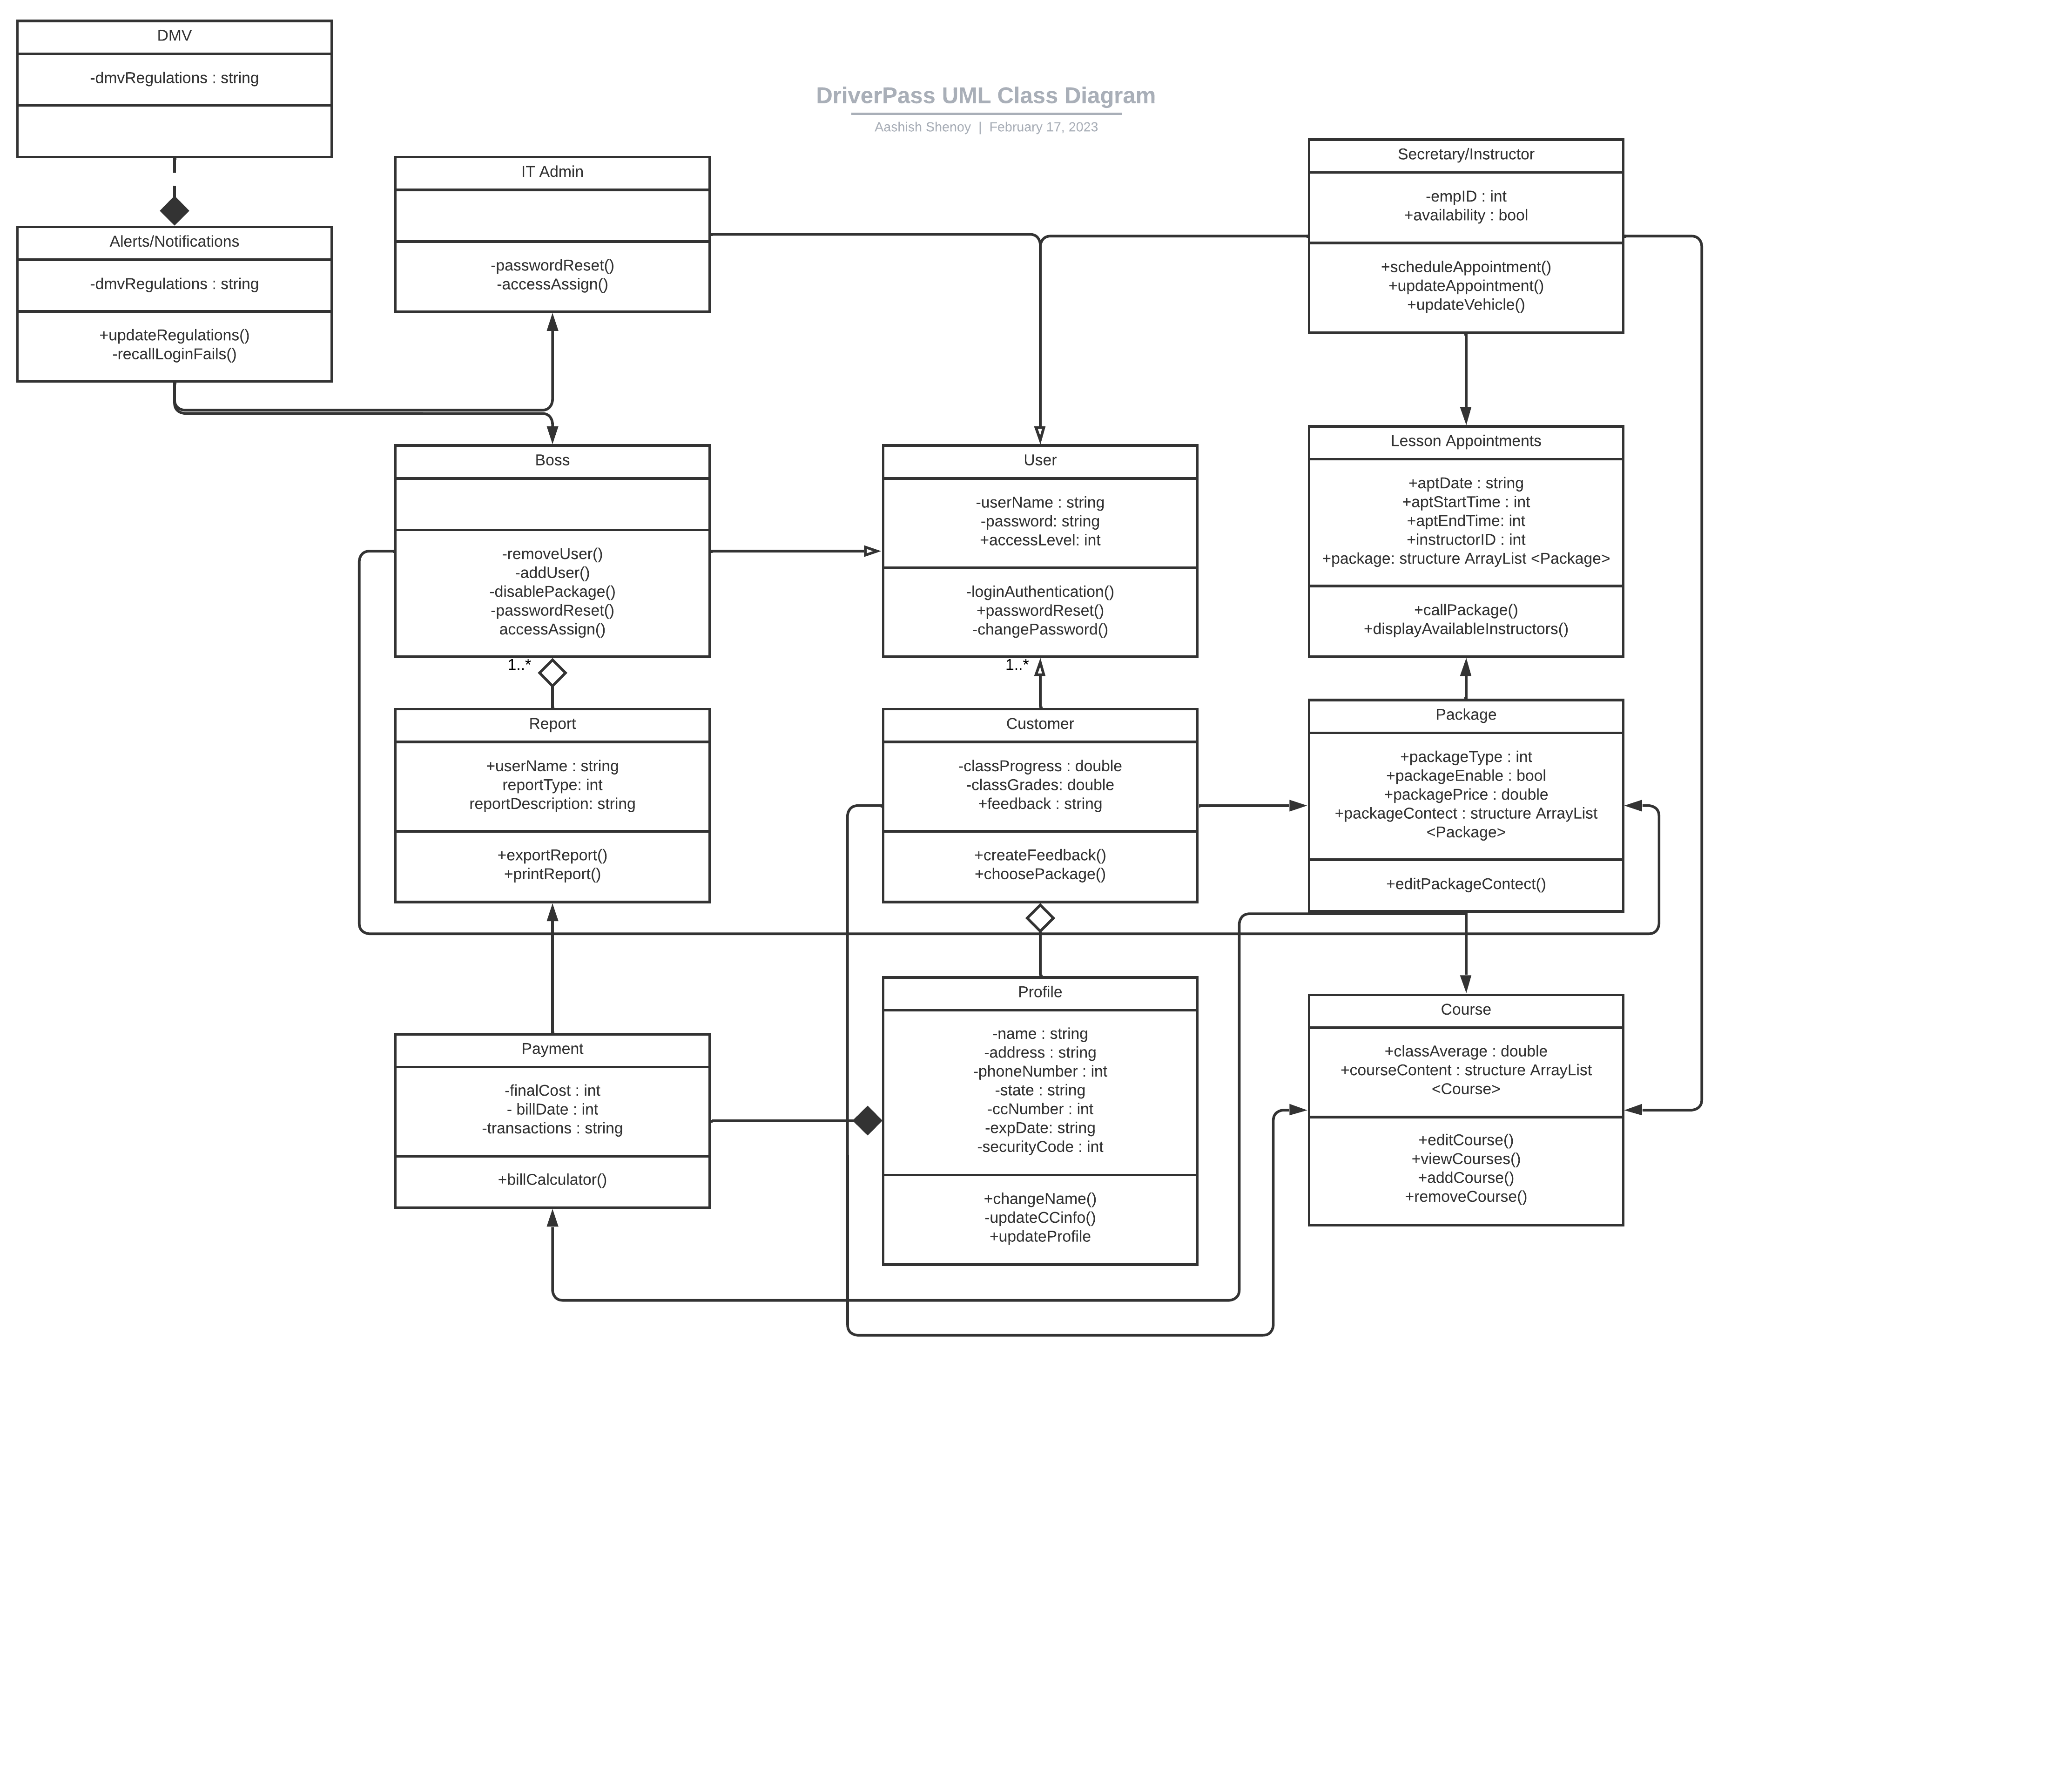 DMV
-dmvRegulations : string
DriverPass UML Class Diagram
Aashish Shenoy | February 17, 2023
IT Admin
-passwordReset()
-accessAssign()
Secretary/Instructor
-empID : int
+availability : bool
+scheduleAppointment()
+updateAppointment()
+updateVehicle()
Alerts/Notifications
-dmvRegulations : string
+updateRegulations()
-recallLoginFails()
Boss
-removeUser()
-addUser()
-disablePackage()
-passwordReset()
accessAssign()
1..*
User
-userName : string
-password: string
+accessLevel: int
-loginAuthentication()
+passwordReset()
-changePassword()
1..*
Lesson Appointments
+aptDate : string
+aptStartTime : int
+aptEndTime: int
+instructorID : int
+package: structure ArrayList <Package>
+callPackage()
+displayAvailableInstructors()
Report
+userName : string
reportType: int
reportDescription: string
+exportReport()
+printReport()
Customer
-classProgress : double
-classGrades: double
+feedback : string
+createFeedback()
+choosePackage()
Package
+packageType : int
+packageEnable : bool
+packagePrice : double
+packageContect : structure ArrayList
<Package>
+editPackageContect()
Payment
-finalCost : int
- billDate : int
-transactions : string
+billCalculator()
Profile
-name : string
-address : string
-phoneNumber : int
-state : string
-ccNumber : int
-expDate: string
-securityCode : int
+changeName()
-updateCCinfo()
+updateProfile
Course
+classAverage : double
+courseContent : structure ArrayList
<Course>
+editCourse()
+viewCourses()
+addCourse()
+removeCourse()